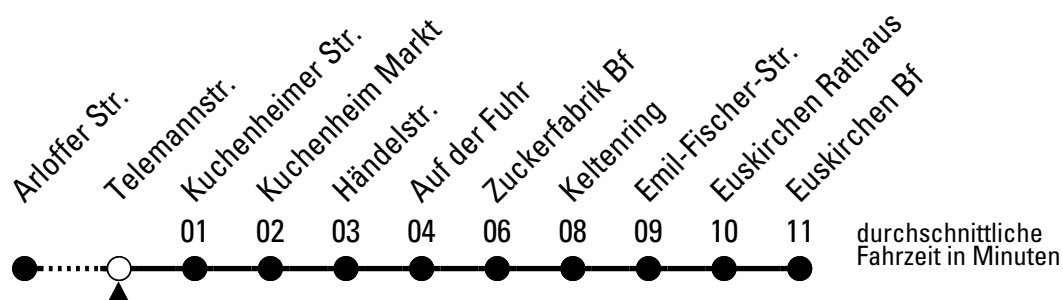 Arloffer Str.
Telemannstr.
Kuchenheimer Str.
Kuchenheim Markt
Händelstr.
Auf der Fuhr
Zuckerfabrik Bf
Keltenring
Emil-Fischer-Str.
Euskirchen Rathaus
Euskirchen Bf
01 02 03 04 06 08 09 10 11
durchschnittliche
Fahrzeit in Minuten